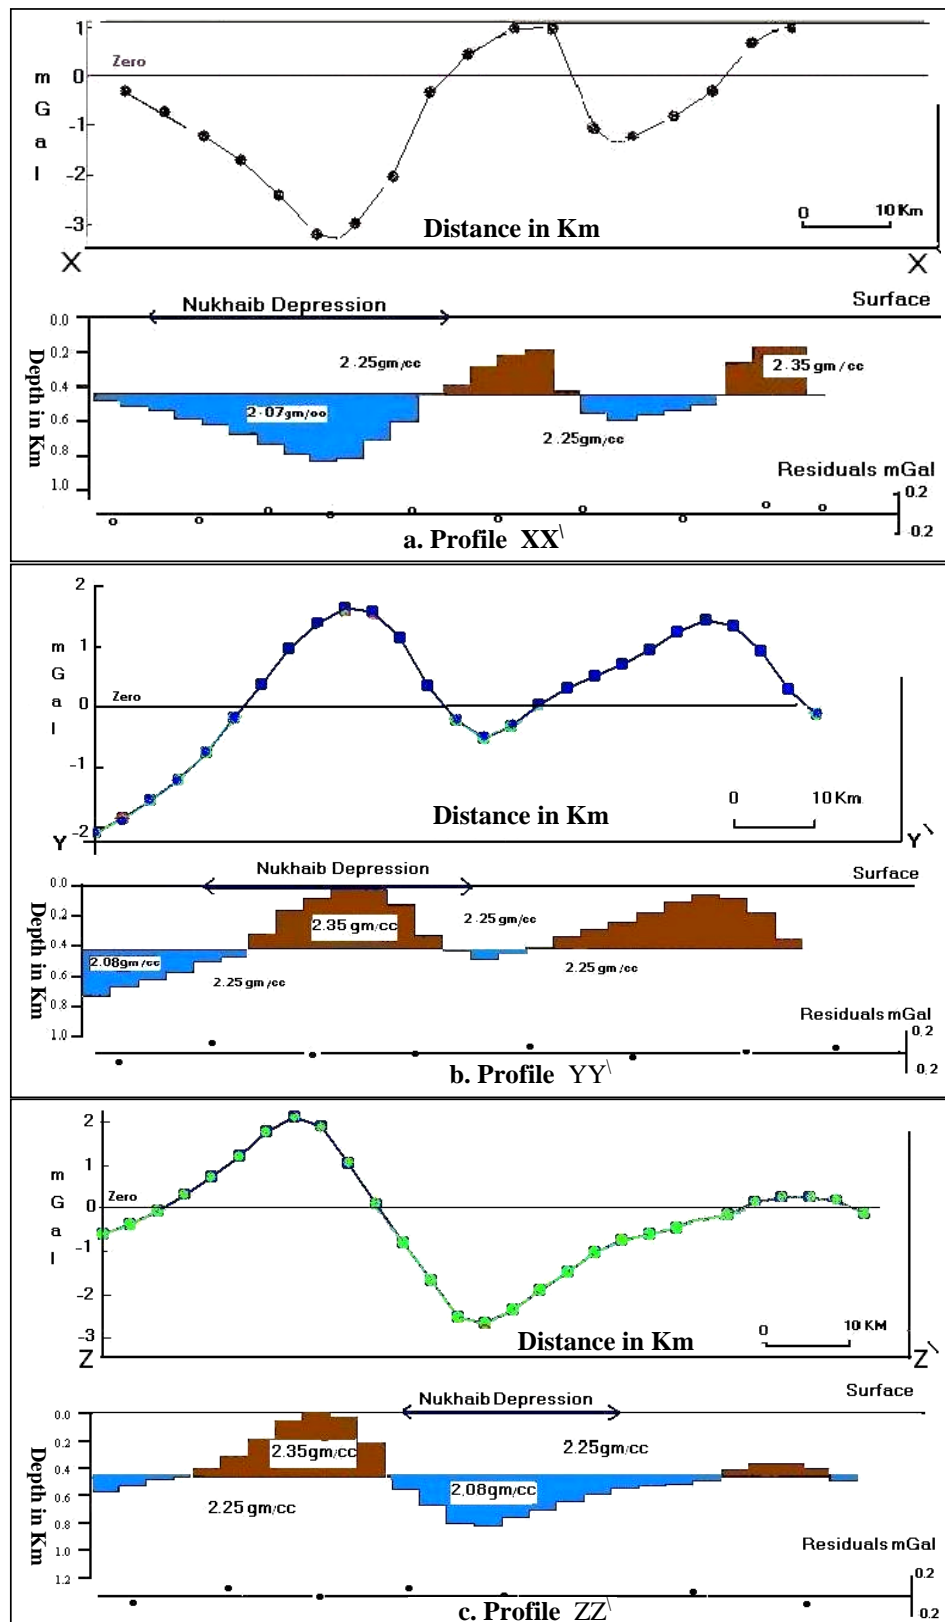 1
mGal
Zero
0
-1
-2
-3
Distance in Km
0 10 Km
X X
Nukhaib Depression
Surface
Depth in Km
0.0
0.2
0.4
0.6
0.8
1.0
2.25gm/cc
2.35 gm/cc
2.07gm/cc
2.25gm/cc
Residuals mGal
0.2
-0.2
a. Profile XX\
2
mGal
1
Zero
0
-1
-2
Distance in Km
0 10 Km
Y Y\
Nukhaib Depression
Surface
Depth in Km
0.0
0.2
0.4
0.6
0.8
1.0
2.25 gm/cc
2.35 gm/cc
2.08gm/cc
2.25 gm/cc
2.25 gm/cc
Residuals mGal
0.2
0.2
b. Profile YY\
2
mGal
1
Zero
0
-1
-2
-3
Distance in Km
0 10 KM
Z Z\
Nukhaib Depression
Surface
Depth in Km
0.0
0.2
0.4
0.6
0.8
1.0
1.2
2.35gm/cc
2.25gm/cc
2.08gm/cc
2.25 gm/cc
Residuals mGal
0.2
0.2
c. Profile ZZ\